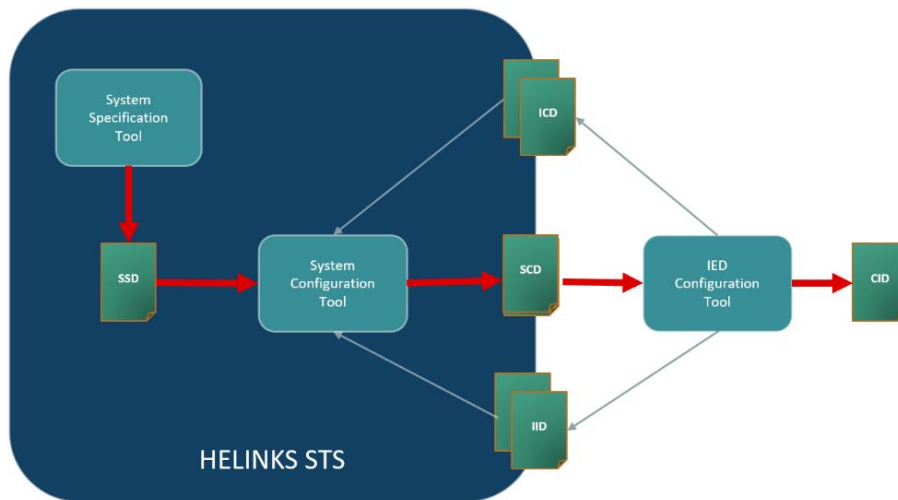 System
Specification
Tool
ICD
SSD
System
Configuration
Tool
SCD
IED
Configuration
Tool
CID
IID
HELINKS STS